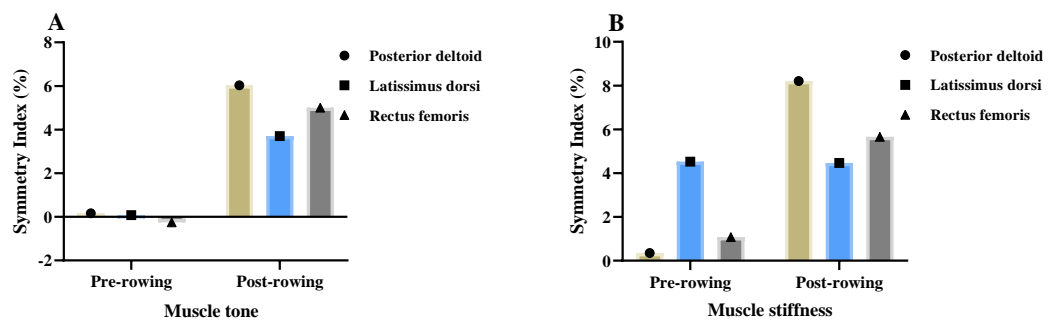 A
Symmetry Index (%)
8
6
4
2
0
-2
Pre-rowing
Post-rowing
Muscle tone
Posterior deltoid
Latissimus dorsi
Rectus femoris
B
Symmetry Index (%)
10
8
6
4
2
0
Pre-rowing
Post-rowing
Muscle stiffness
Posterior deltoid
Latissimus dorsi
Rectus femoris